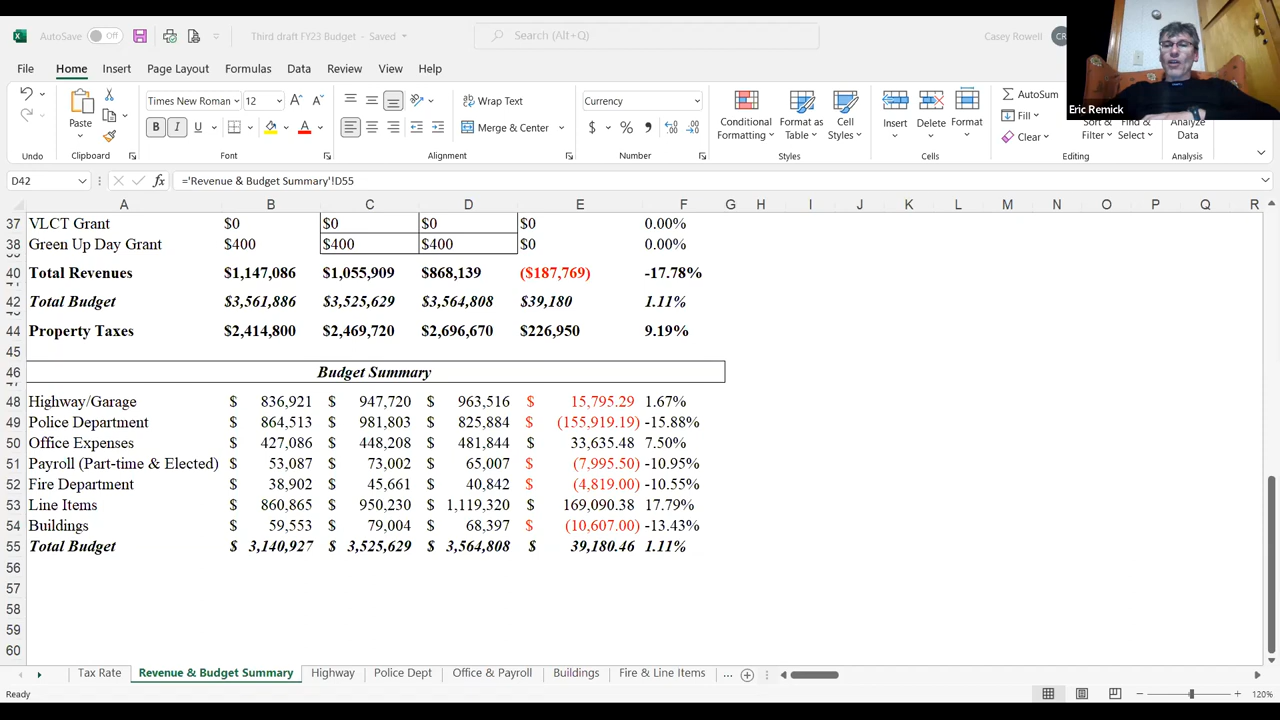 AutoSave Off Third draft FY23 Budget - Saved Search (Alt+Q) Casey Rowell CR
File Home Insert Page Layout Formulas Data Review View Help
Eric Remick
Paste Times New Roman 12 Wrap Text Currency Conditional Formatting Format as Table Cell Styles Insert Delete Format AutoSum
B I U Merge & Center $ % Fill Sort & Filter Find & Select Analyze Data
Clear
Undo Clipboard Font Alignment Number Styles Cells Editing Analysis
D42 fx ='Revenue & Budget Summary'!D55
A B C D E F G H I J K L M N O P Q R
37 VLCT Grant $0 $0 $0 $0 0.00%
38 Green Up Day Grant $400 $400 $400 $0 0.00%
40 Total Revenues $1,147,086 $1,055,909 $868,139 ($187,769) -17.78%
42 Total Budget $3,561,886 $3,525,629 $3,564,808 $39,180 1.11%
44 Property Taxes $2,414,800 $2,469,720 $2,696,670 $226,950 9.19%
45
46 Budget Summary
48 Highway/Garage $ 836,921 $ 947,720 $ 963,516 $ 15,795.29 1.67%
49 Police Department $ 864,513 $ 981,803 $ 825,884 $ (155,919.19) -15.88%
50 Office Expenses $ 427,086 $ 448,208 $ 481,844 $ 33,635.48 7.50%
51 Payroll (Part-time & Elected) $ 53,087 $ 73,002 $ 65,007 $ (7,995.50) -10.95%
52 Fire Department $ 38,902 $ 45,661 $ 40,842 $ (4,819.00) -10.55%
53 Line Items $ 860,865 $ 950,230 $ 1,119,320 $ 169,090.38 17.79%
54 Buildings $ 59,553 $ 79,004 $ 68,397 $ (10,607.00) -13.43%
55 Total Budget $ 3,140,927 $ 3,525,629 $ 3,564,808 $ 39,180.46 1.11%
56
57
58
59
60
Tax Rate Revenue & Budget Summary Highway Police Dept Office & Payroll Buildings Fire & Line Items ...
Ready 120%